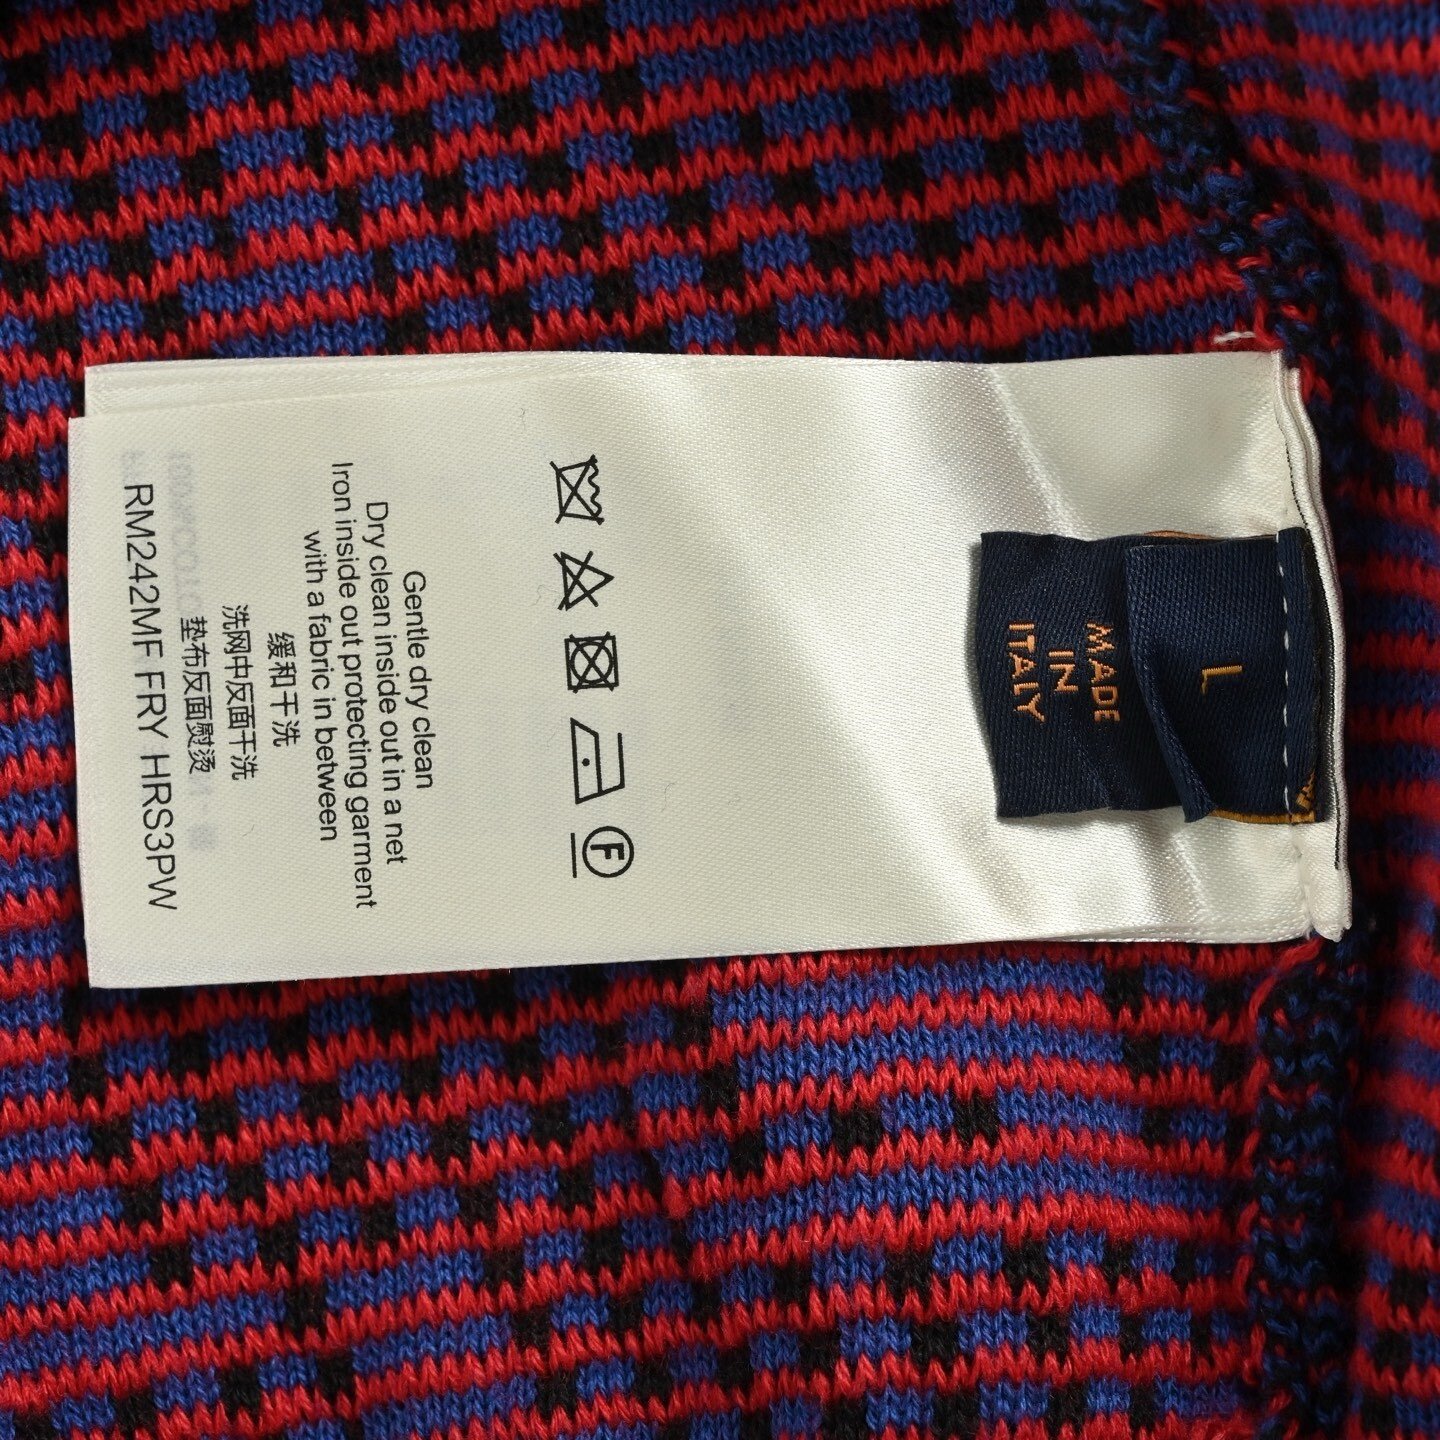 MADE
IN
ITALY
L
F
Gentle dry clean
Dry clean inside out in a net
Iron inside out protecting garment
with a fabric in between
缓和干洗
洗网中反面干洗
垫布反面熨烫
RM242MF FRY HRS3PW